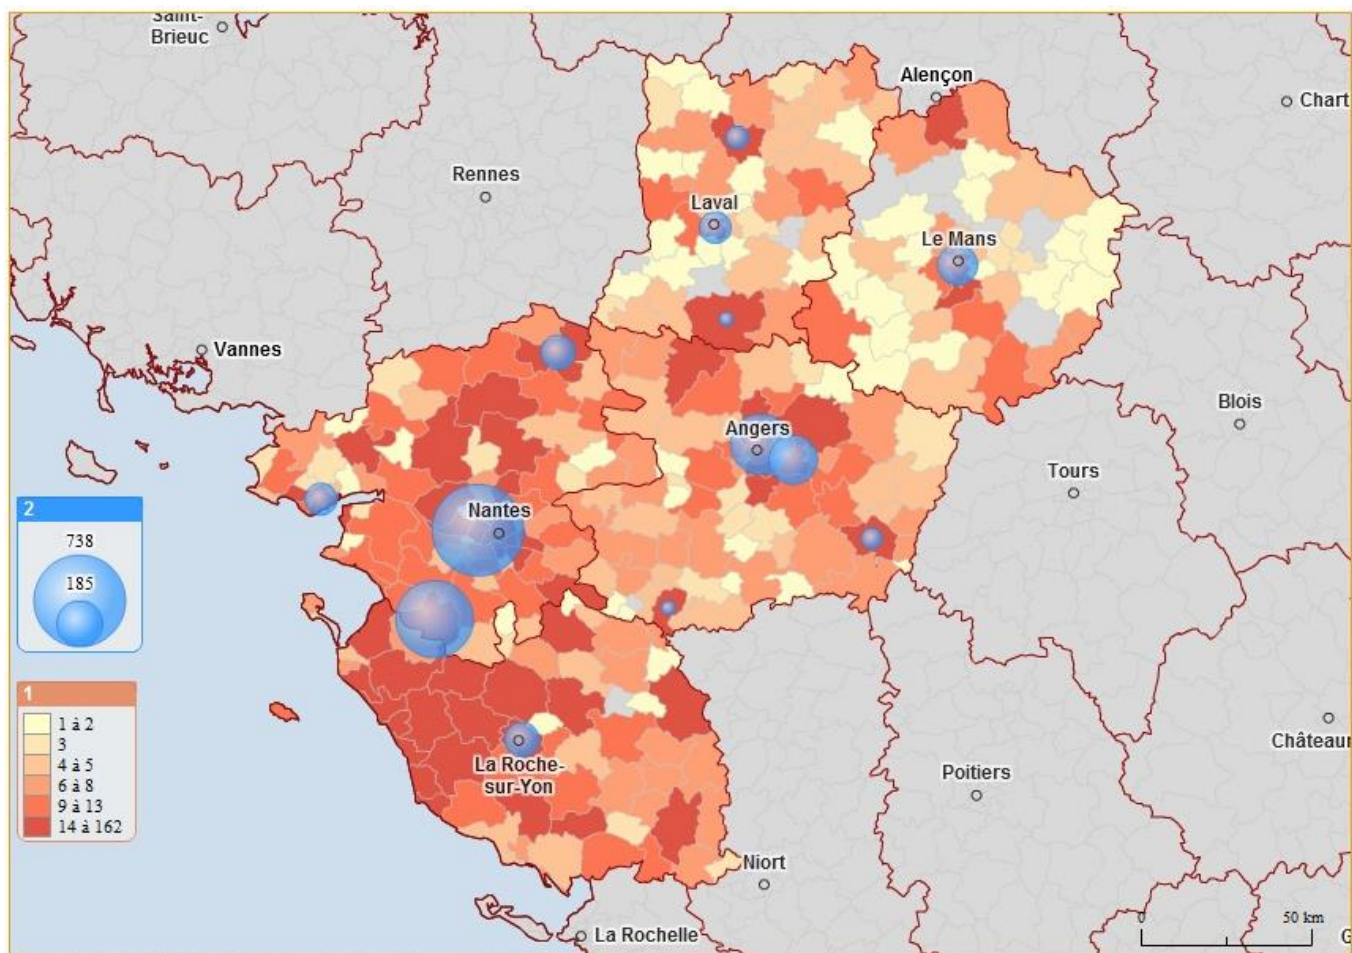 Saint-
Brieuc
Alençon
Chart
Rennes
Laval
Le Mans
Vannes
Blois
Angers
Tours
2
738
185
Nantes
1
1 à 2
3
4 à 5
6 à 8
9 à 13
14 à 162
La Roche-
sur-Yon
Châteaur
Poitiers
Niort
La Rochelle
0
50 km
G